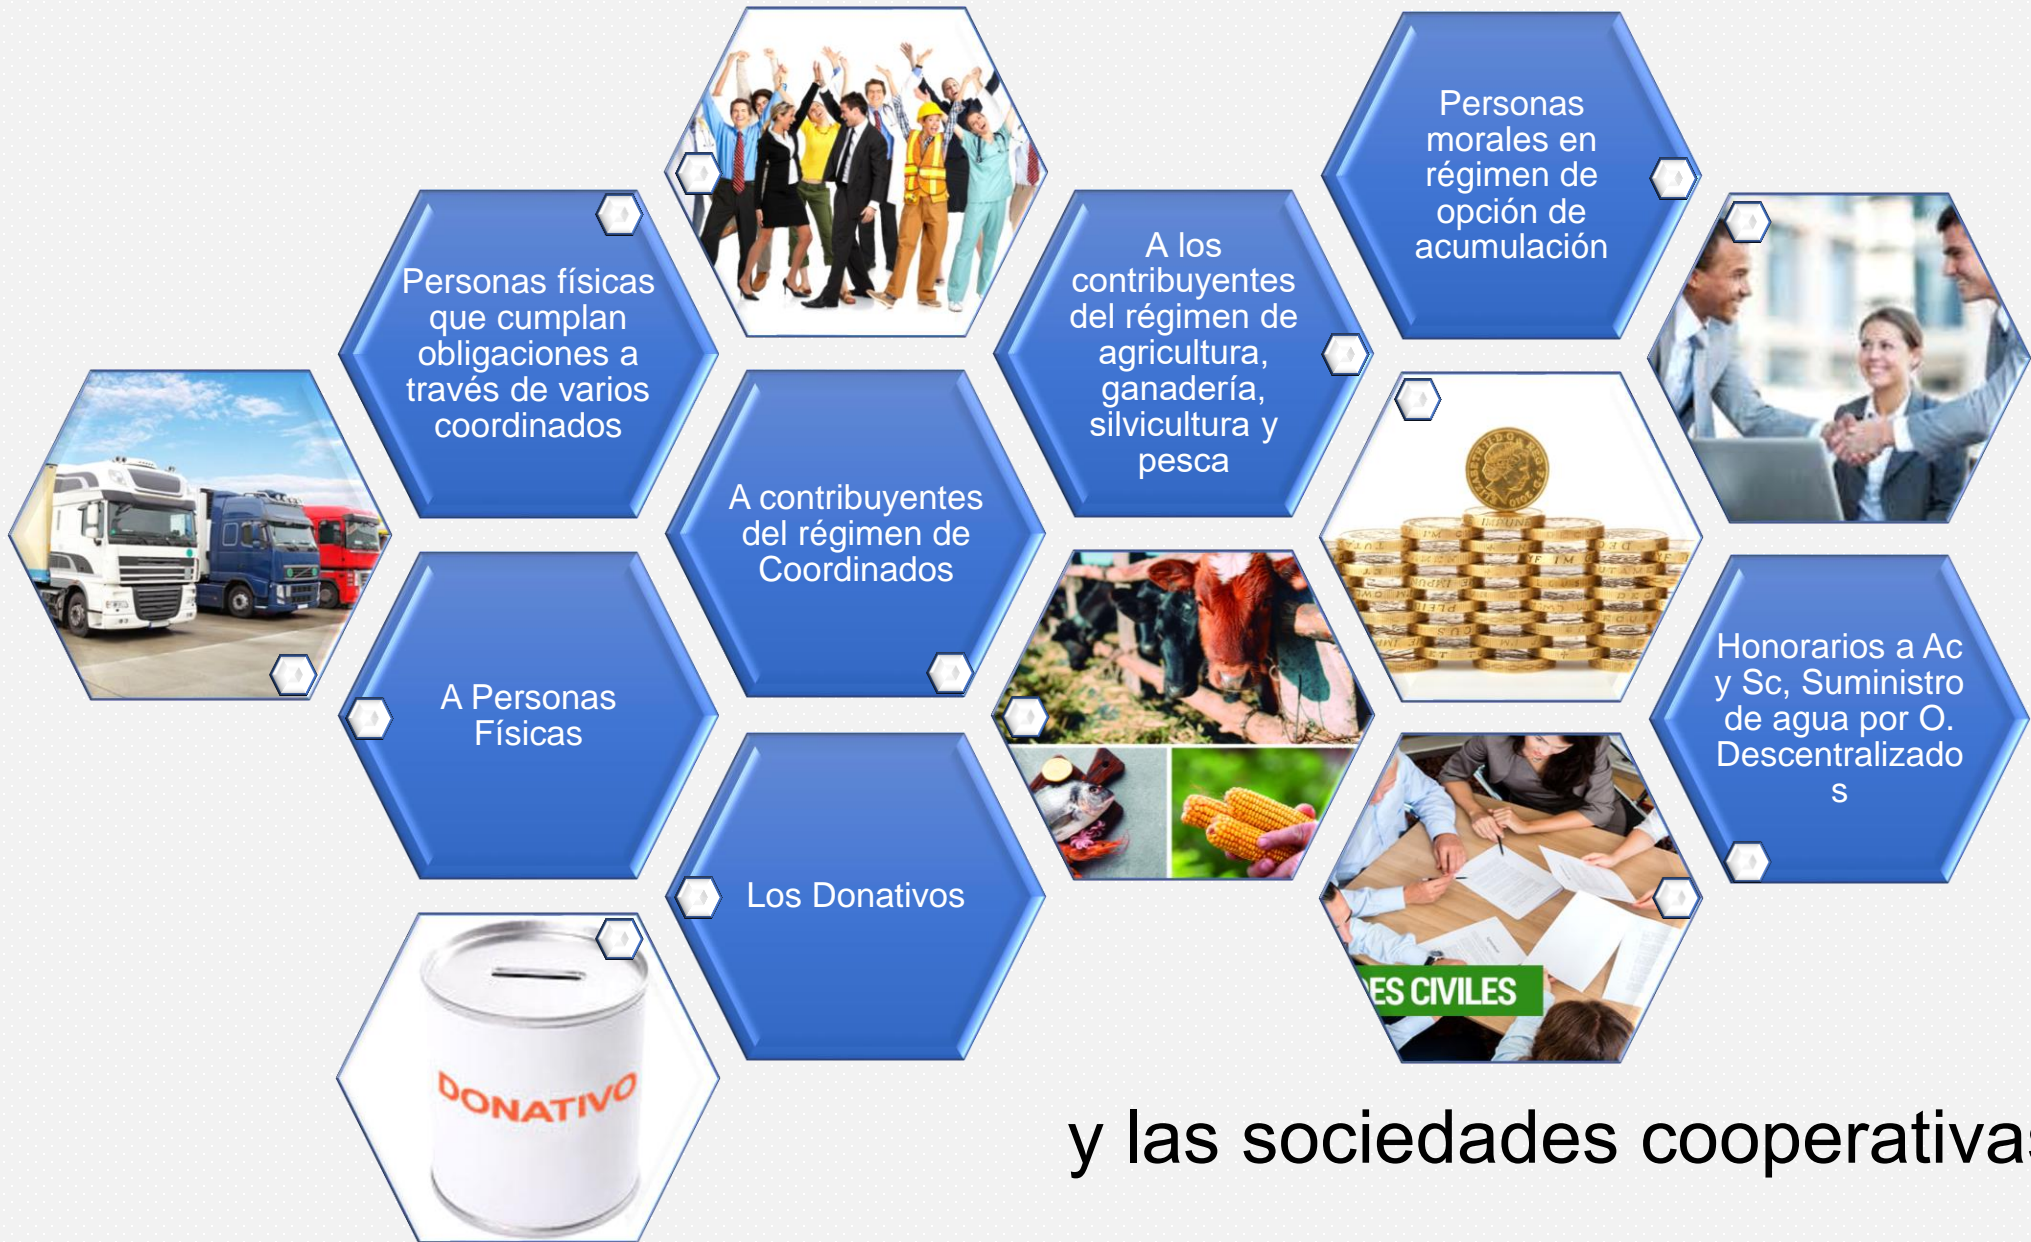 Personas físicas
que cumplan
obligaciones a
través de varios
coordinados
A Personas
Físicas
DONATIVO
A contribuyentes
del régimen de
Coordinados
Los Donativos
A los
contribuyentes
del régimen de
agricultura,
ganadería,
silvicultura y
pesca
Personas
morales en
régimen de
opción de
acumulación
ES CIVILES
Honorarios a Ac
y Sc, Suministro
de agua por O.
Descentralizado
s
y las sociedades cooperativas